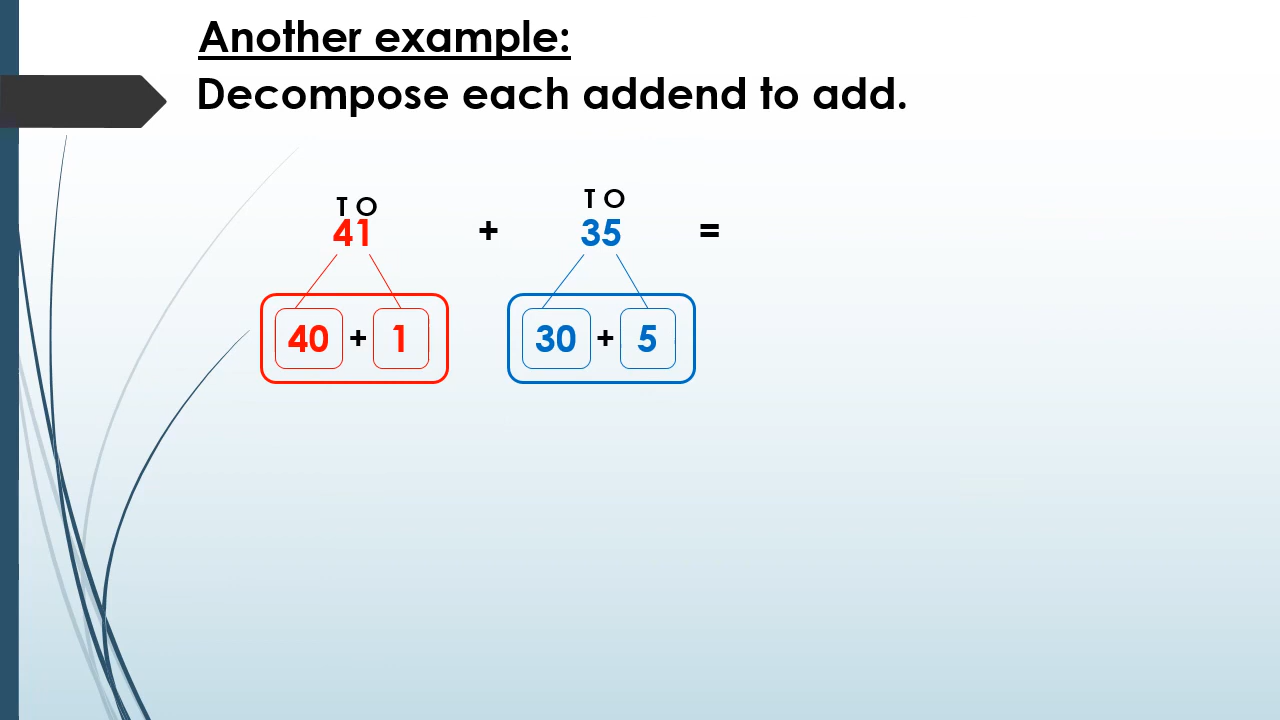 Another example:
Decompose each addend to add.
T O T O
41 + 35 =
40 + 1 30 + 5